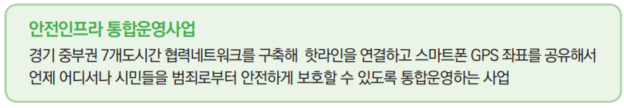 안전인프라 통합운영사업
경기 중부권 7개도시간 협력네트워크를 구축해 핫라인을 연결하고 스마트폰 GPS 좌표를 공유해서
언제 어디서나 시민들을 범죄로부터 안전하게 보호할 수 있도록 통합운영하는 사업